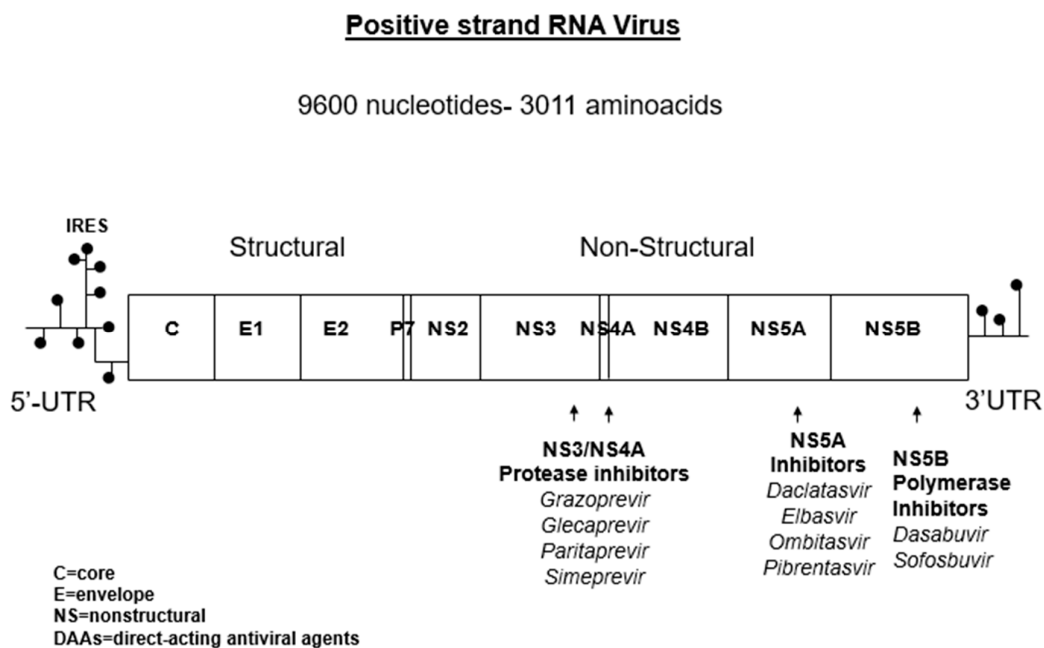 Positive strand RNA Virus
9600 nucleotides- 3011 aminoacids
IRES
Structural
Non-Structural
C
E1
E2
P7
NS2
NS3
NS4A
NS4B
NS5A
NS5B
5’-UTR
3’UTR
NS3/NS4A
Protease inhibitors
Grazoprevir
Glecaprevir
Paritaprevir
Simeprevir
NS5A
Inhibitors
Daclatasvir
Elbasvir
Ombitasvir
Pibrentasvir
NS5B
Polymerase
Inhibitors
Dasabuvir
Sofosbuvir
C=core
E=envelope
NS=nonstructural
DAAs=direct-acting antiviral agents